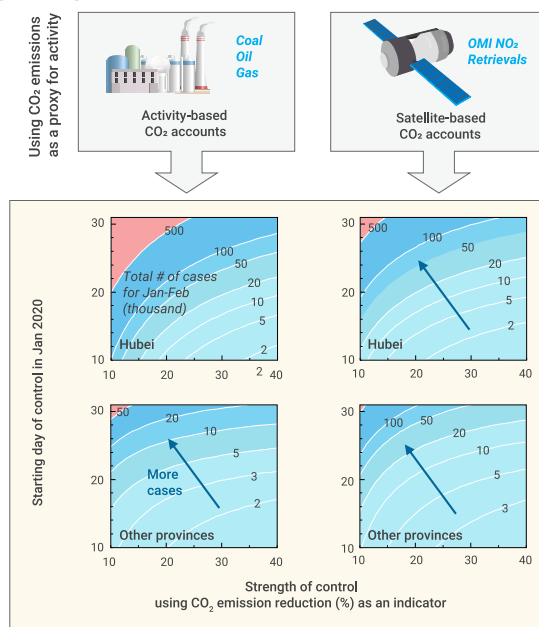 Using CO₂ emissions
as a proxy for activity
Coal
Oil
Gas
Activity-based
CO₂ accounts
OMI NO₂
Retrievals
Satellite-based
CO₂ accounts
Starting day of control in Jan 2020
30
20
10
500
100
50
20
10
5
2
2
Total # of cases
for Jan-Feb
(thousand)
Hubei
10 20 30 40
30
20
10
500
100
50
20
10
5
2
Hubei
10 20 30 40
30
20
10
50
20
10
5
3
2
More
cases
Other provinces
10 20 30 40
30
20
10
100
50
20
10
5
3
Other provinces
10 20 30 40
Strength of control
using CO₂ emission reduction (%) as an indicator